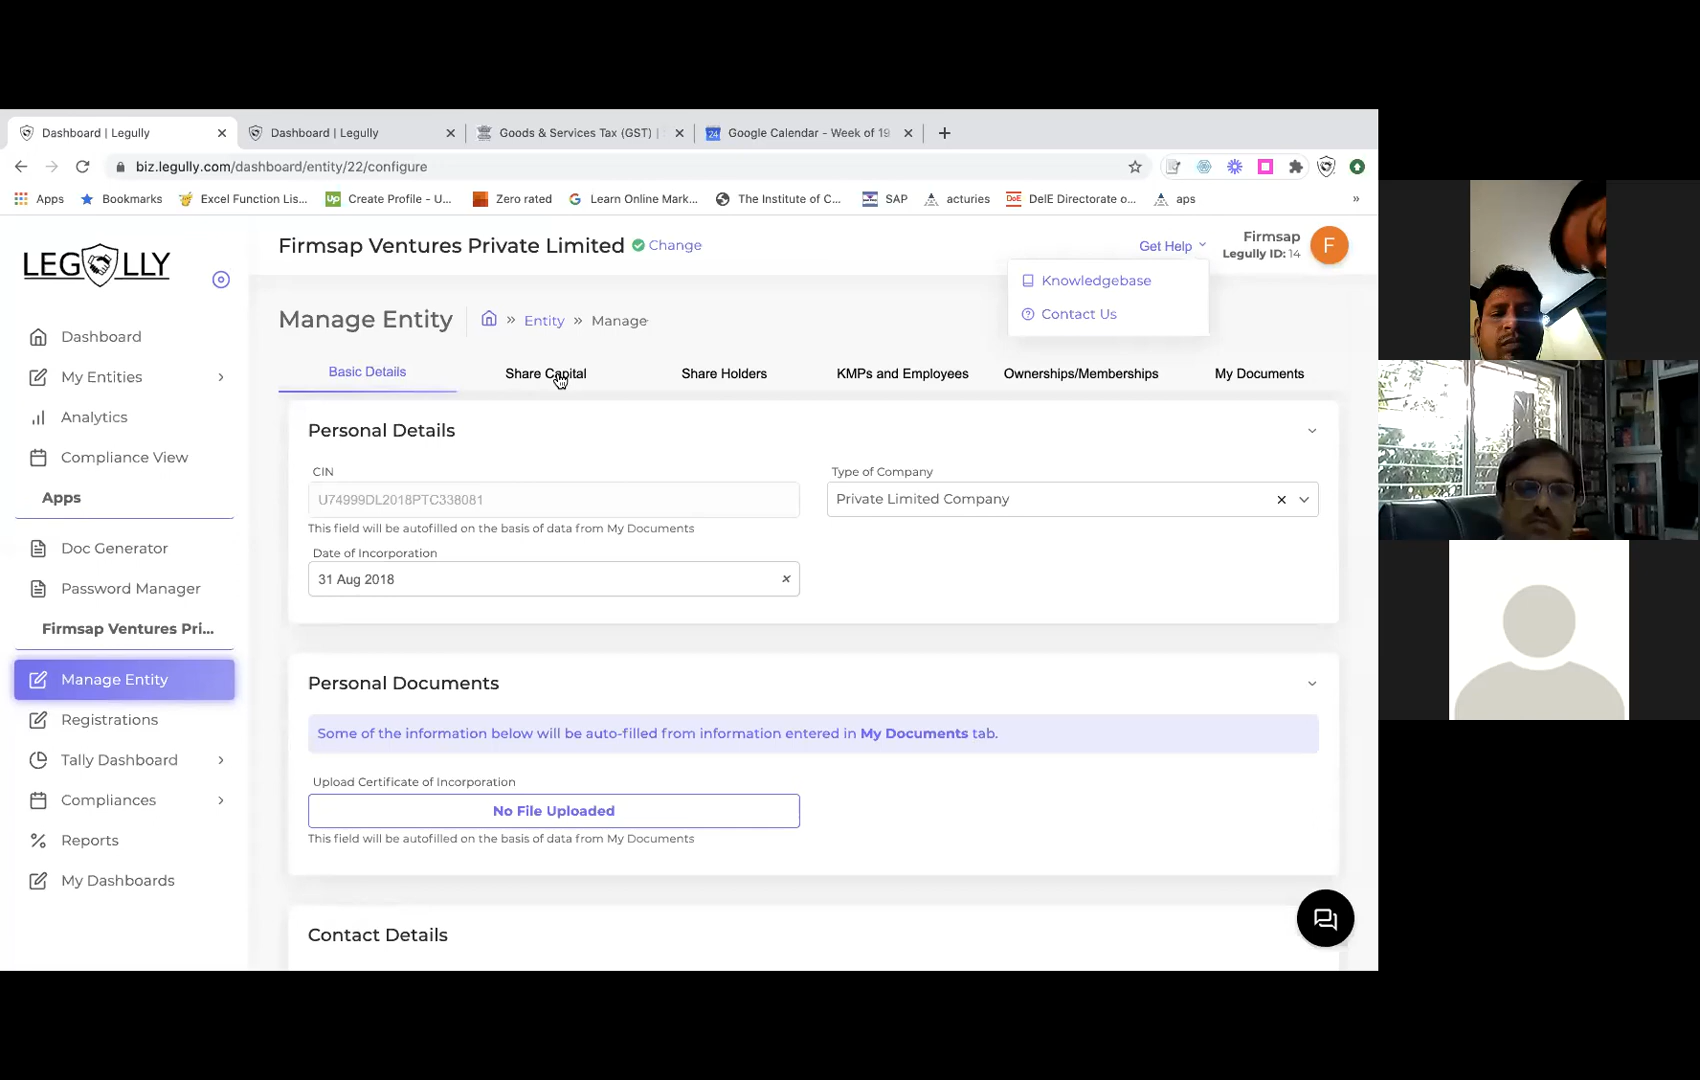 Dashboard | Legully
Dashboard | Legully
Goods & Services Tax (GST) |
Google Calendar - Week of 19
biz.legully.com/dashboard/entity/22/configure
Apps
Bookmarks
Excel Function Lis...
Create Profile - U...
Zero rated
Learn Online Mark...
The Institute of C...
SAP
acturies
DelE Directorate o...
aps
»
LEGULLY
Firmsap Ventures Private Limited Change
Get Help
Firmsap
Legully ID: 14
F
Knowledgebase
Contact Us
Manage Entity
» Entity » Manage
Dashboard
My Entities
Analytics
Compliance View
Apps
Doc Generator
Password Manager
Firmsap Ventures Pri...
Manage Entity
Registrations
Tally Dashboard
Compliances
Reports
My Dashboards
Basic Details
Share Capital
Share Holders
KMPs and Employees
Ownerships/Memberships
My Documents
Personal Details
CIN
U74999DL2018PTC338081
This field will be autofilled on the basis of data from My Documents
Type of Company
Private Limited Company
Date of Incorporation
31 Aug 2018
Personal Documents
Some of the information below will be auto-filled from information entered in My Documents tab.
Upload Certificate of Incorporation
No File Uploaded
This field will be autofilled on the basis of data from My Documents
Contact Details